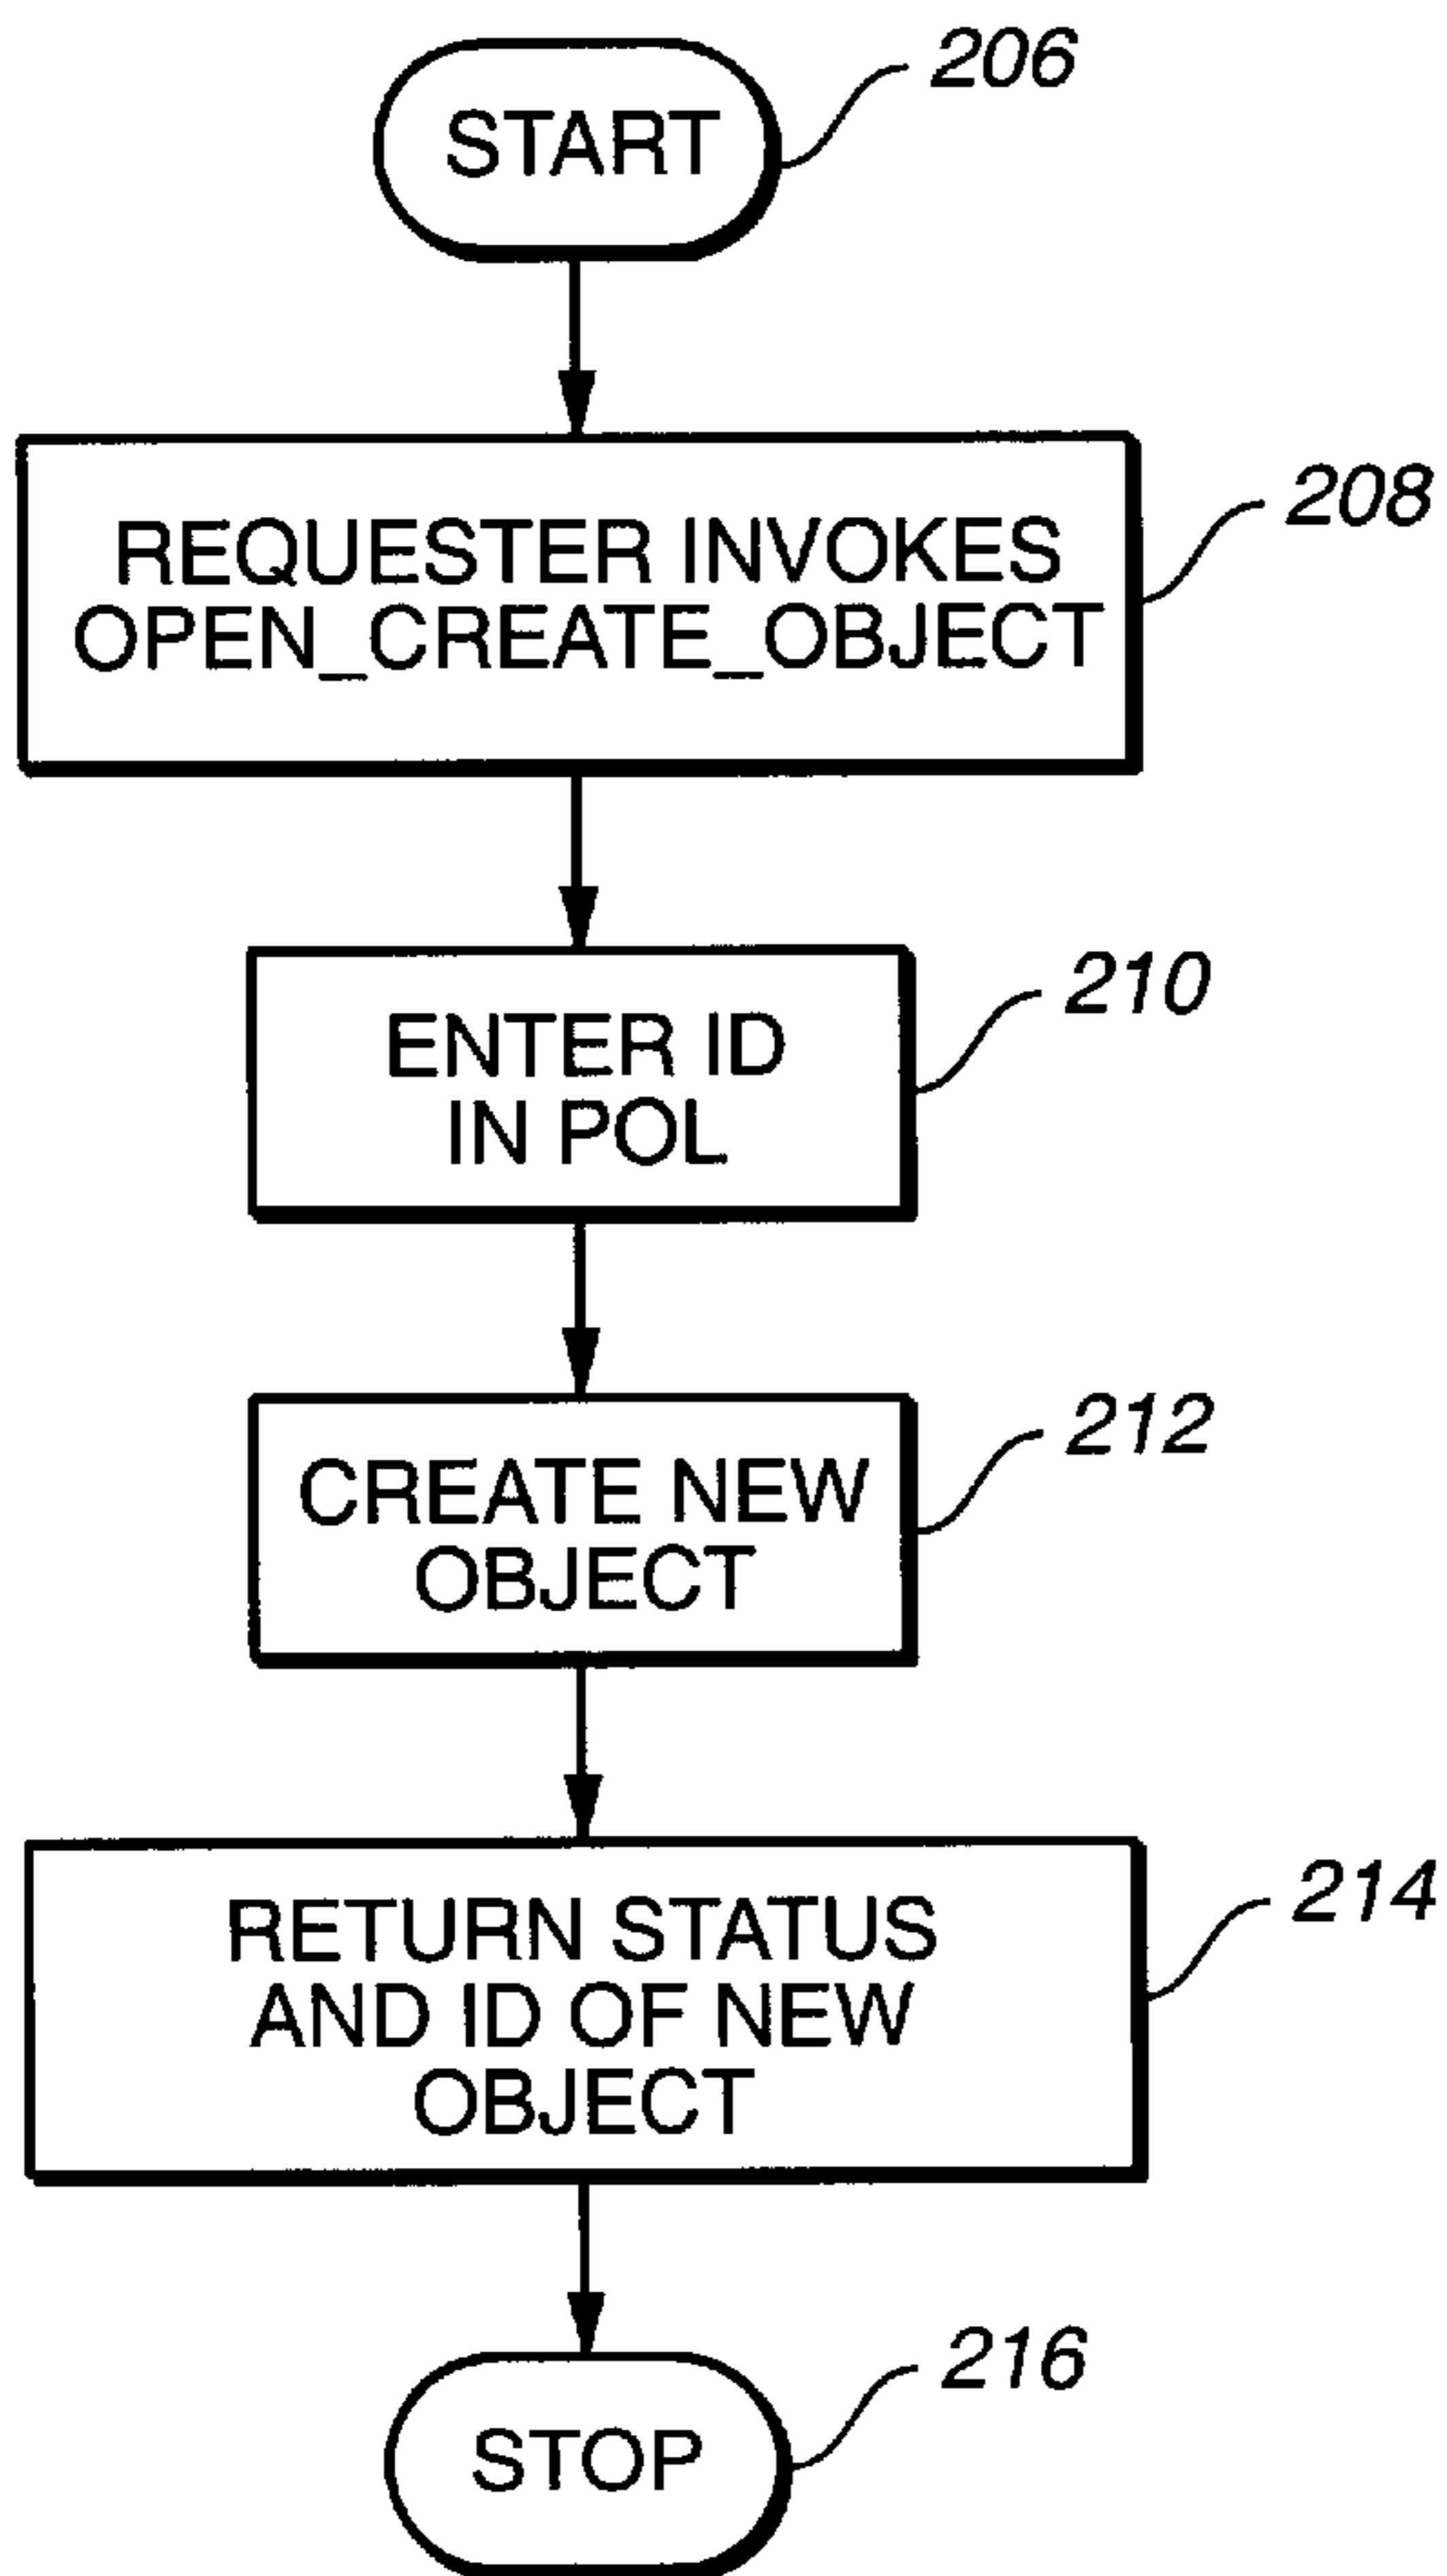 START
206
REQUESTER INVOKES
OPEN_CREATE_OBJECT
208
ENTER ID
IN POL
210
CREATE NEW
OBJECT
212
RETURN STATUS
AND ID OF NEW
OBJECT
214
STOP
216